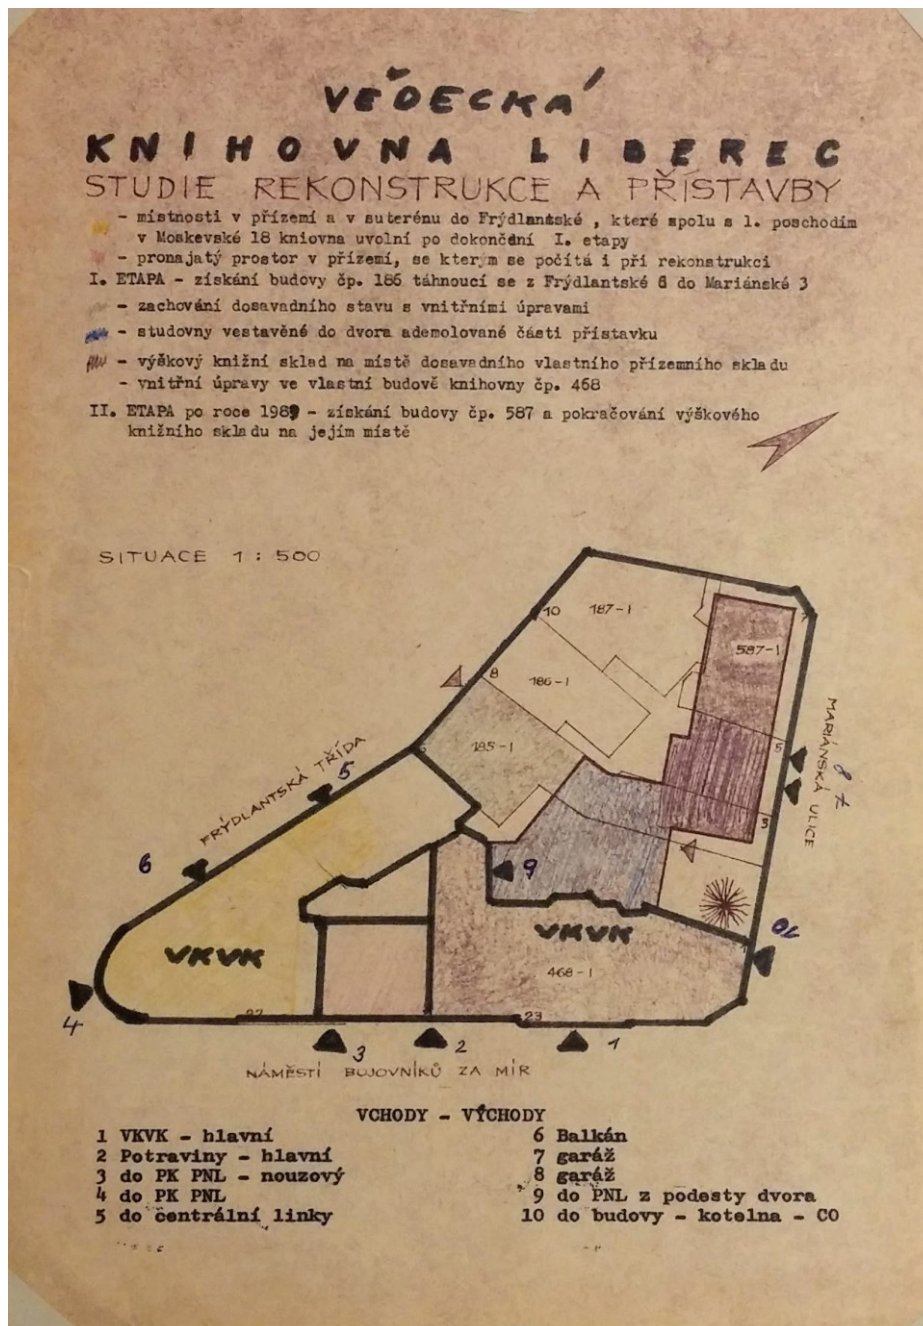 VĚDECKÁ
KNIHOVNA LIBEREC
STUDIE REKONSTRUKCE A PŘÍSTAVBY
- místnosti v přízemí a v suterénu do Frýdlantské , které spolu s 1. poschodím
v Moskevské 18 kniovna uvolní po dokončdní I. etapy
- pronajatý prostor v přízemí, se kterým se počítá i při rekonstrukci
I. ETAPA - získání budovy čp. 186 táhnoucí se z Frýdlantské 8 do Mariánské 3
- zachování dosavadního stavu s vnitřními úpravami
- studovny vestavěné do dvora ademolované části přístavku
- výškový knižní sklad na místě dosavadního vlastního přízemního skladu
- vnitřní úpravy ve vlastní budově knihovny čp. 468
II. ETAPA po roce 1989 - získání budovy čp. 587 a pokračování výškového
knižního skladu na jejím místě
SITUACE 1 : 500
10 187-I
587-I
8 186-I
185-I
MARIÁNSKÁ ULICE
5
8 7
3
FRÝDLANTSKÁ TŘÍDA
5
6
9
10
VKVK
VKVK
468-I
4
23
3 2 1
NÁMĚSTÍ BOJOVNÍKŮ ZA MÍR
VCHODY - VÝCHODY
1 VKVK - hlavní
2 Potraviny - hlavní
3 do PK PNL - nouzový
4 do PK PNL
5 do centrální linky
6 Balkán
7 garáž
8 garáž
9 do PNL z podesty dvora
10 do budovy - kotelna - CO